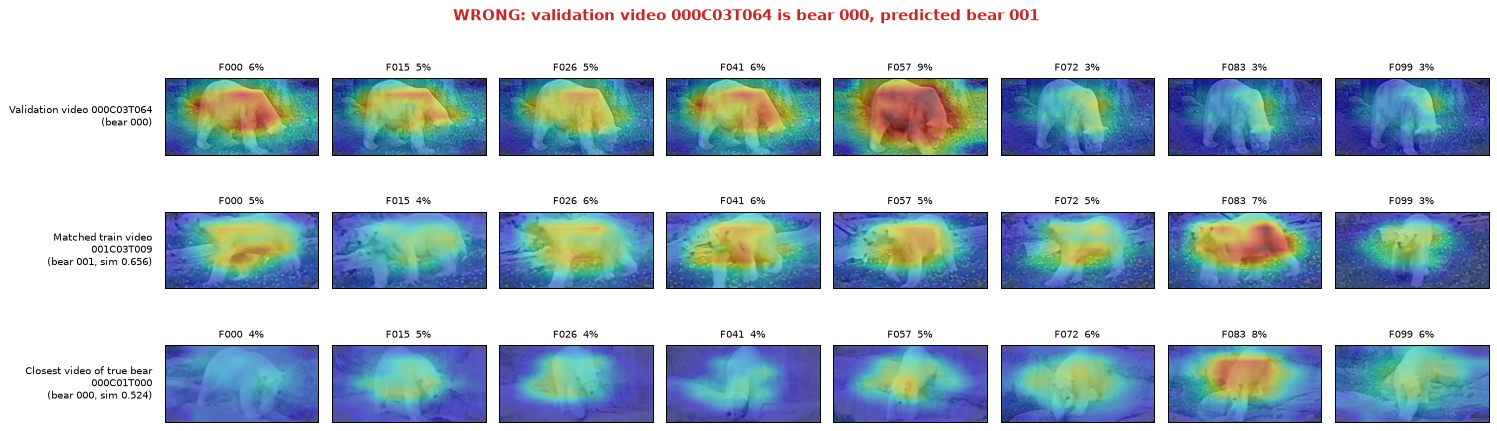 WRONG: validation video 000C03T064 is bear 000, predicted bear 001
F000 6%
F015 5%
F026 5%
F041 6%
F057 9%
F072 3%
F083 3%
F099 3%
Validation video 000C03T064
(bear 000)
F000 5%
F015 4%
F026 6%
F041 6%
F057 5%
F072 5%
F083 7%
F099 3%
Matched train video
001C03T009
(bear 001, sim 0.656)
F000 4%
F015 5%
F026 4%
F041 4%
F057 5%
F072 6%
F083 8%
F099 6%
Closest video of true bear
000C01T000
(bear 000, sim 0.524)